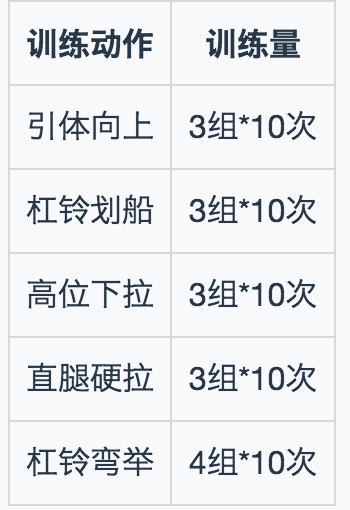 训练动作 训练量
引体向上 3组*10次
杠铃划船 3组*10次
高位下拉 3组*10次
直腿硬拉 3组*10次
杠铃弯举 4组*10次